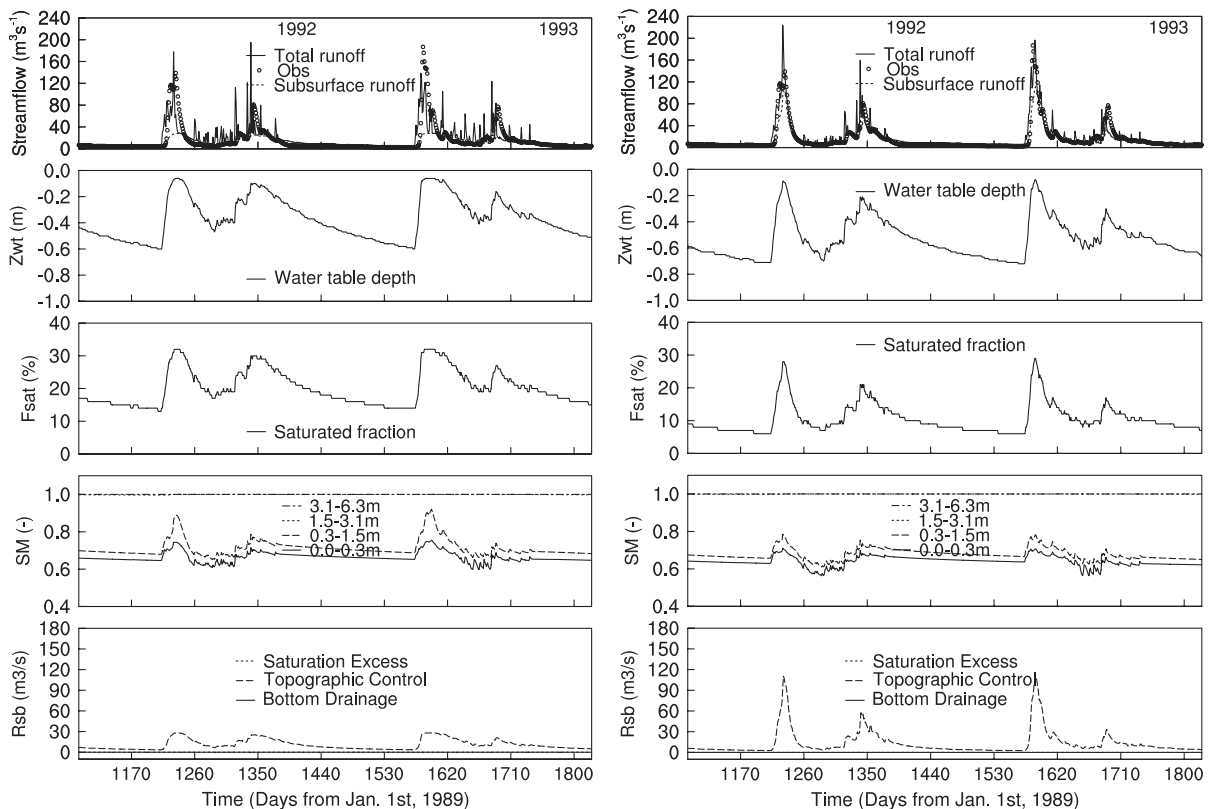 240
200
160
120
80
40
0
Streamflow (m³s⁻¹)
1992
1993
Total runoff
Obs
Subsurface runoff
0.0
-0.2
-0.4
-0.6
-0.8
-1.0
Zwt (m)
Water table depth
40
30
20
10
0
Fsat (%)
Saturated fraction
1.0
0.8
0.6
0.4
SM (-)
3.1-6.3m
1.5-3.1m
0.3-1.5m
0.0-0.3m
180
150
120
90
60
30
0
Rsb (m3/s)
Saturation Excess
Topographic Control
Bottom Drainage
1170 1260 1350 1440 1530 1620 1710 1800
Time (Days from Jan. 1st, 1989)
240
200
160
120
80
40
0
Streamflow (m³s⁻¹)
1992
1993
Total runoff
Obs
Subsurface runoff
0.0
-0.2
-0.4
-0.6
-0.8
-1.0
Zwt (m)
Water table depth
40
30
20
10
0
Fsat (%)
Saturated fraction
1.0
0.8
0.6
0.4
SM (-)
3.1-6.3m
1.5-3.1m
0.3-1.5m
0.0-0.3m
180
150
120
90
60
30
0
Rsb (m3/s)
Saturation Excess
Topographic Control
Bottom Drainage
1170 1260 1350 1440 1530 1620 1710 1800
Time (Days from Jan. 1st, 1989)